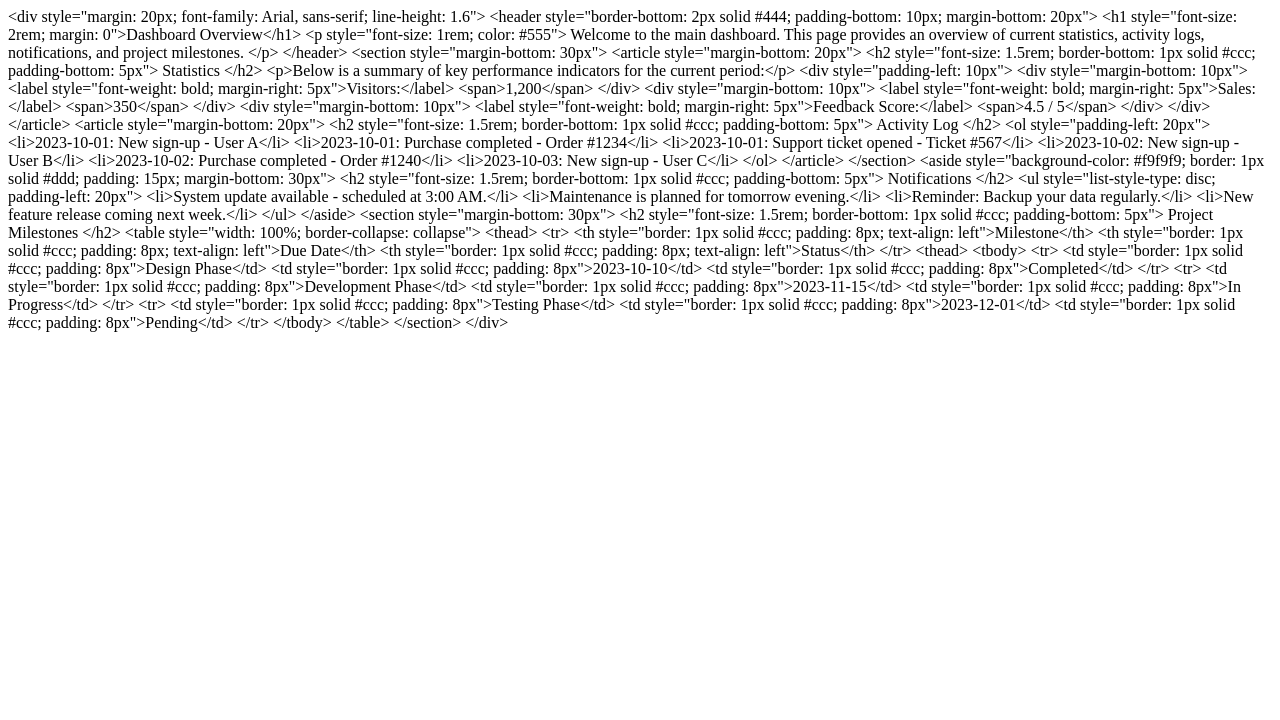 <div style="margin: 20px; font-family: Arial, sans-serif; line-height: 1.6"> <header style="border-bottom: 2px solid #444; padding-bottom: 10px; margin-bottom: 20px"> <h1 style="font-size:
2rem; margin: 0">Dashboard Overview</h1> <p style="font-size: 1rem; color: #555"> Welcome to the main dashboard. This page provides an overview of current statistics, activity logs,
notifications, and project milestones. </p> </header> <section style="margin-bottom: 30px"> <article style="margin-bottom: 20px"> <h2 style="font-size: 1.5rem; border-bottom: 1px solid #ccc;
padding-bottom: 5px"> Statistics </h2> <p>Below is a summary of key performance indicators for the current period:</p> <div style="padding-left: 10px"> <div style="margin-bottom: 10px">
<label style="font-weight: bold; margin-right: 5px">Visitors:</label> <span>1,200</span> </div> <div style="margin-bottom: 10px"> <label style="font-weight: bold; margin-right: 5px">Sales:
</label> <span>350</span> </div> <div style="margin-bottom: 10px"> <label style="font-weight: bold; margin-right: 5px">Feedback Score:</label> <span>4.5 / 5</span> </div> </div>
</article> <article style="margin-bottom: 20px"> <h2 style="font-size: 1.5rem; border-bottom: 1px solid #ccc; padding-bottom: 5px"> Activity Log </h2> <ol style="padding-left: 20px">
<li>2023-10-01: New sign-up - User A</li> <li>2023-10-01: Purchase completed - Order #1234</li> <li>2023-10-01: Support ticket opened - Ticket #567</li> <li>2023-10-02: New sign-up -
User B</li> <li>2023-10-02: Purchase completed - Order #1240</li> <li>2023-10-03: New sign-up - User C</li> </ol> </article> </section> <aside style="background-color: #f9f9f9; border: 1px
solid #ddd; padding: 15px; margin-bottom: 30px"> <h2 style="font-size: 1.5rem; border-bottom: 1px solid #ccc; padding-bottom: 5px"> Notifications </h2> <ul style="list-style-type: disc;
padding-left: 20px"> <li>System update available - scheduled at 3:00 AM.</li> <li>Maintenance is planned for tomorrow evening.</li> <li>Reminder: Backup your data regularly.</li> <li>New
feature release coming next week.</li> </ul> </aside> <section style="margin-bottom: 30px"> <h2 style="font-size: 1.5rem; border-bottom: 1px solid #ccc; padding-bottom: 5px"> Project
Milestones </h2> <table style="width: 100%; border-collapse: collapse"> <thead> <tr> <th style="border: 1px solid #ccc; padding: 8px; text-align: left">Milestone</th> <th style="border: 1px
solid #ccc; padding: 8px; text-align: left">Due Date</th> <th style="border: 1px solid #ccc; padding: 8px; text-align: left">Status</th> </tr> <thead> <tbody> <tr> <td style="border: 1px solid
#ccc; padding: 8px">Design Phase</td> <td style="border: 1px solid #ccc; padding: 8px">2023-10-10</td> <td style="border: 1px solid #ccc; padding: 8px">Completed</td> </tr> <tr> <td
style="border: 1px solid #ccc; padding: 8px">Development Phase</td> <td style="border: 1px solid #ccc; padding: 8px">2023-11-15</td> <td style="border: 1px solid #ccc; padding: 8px">In
Progress</td> </tr> <tr> <td style="border: 1px solid #ccc; padding: 8px">Testing Phase</td> <td style="border: 1px solid #ccc; padding: 8px">2023-12-01</td> <td style="border: 1px solid
#ccc; padding: 8px">Pending</td> </tr> </tbody> </table> </section> </div>